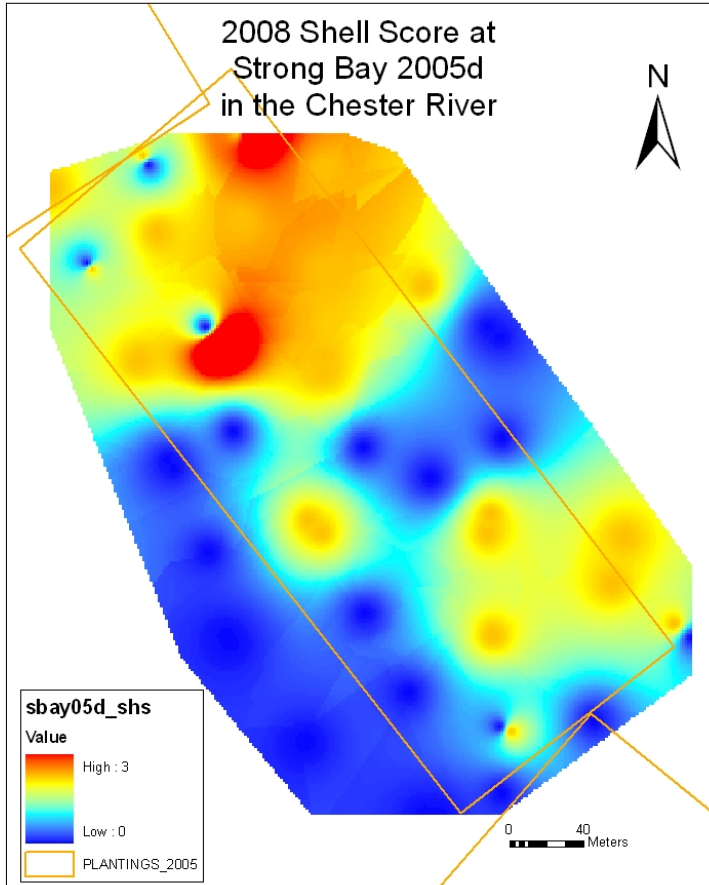 2008 Shell Score at
Strong Bay 2005d
in the Chester River
N
sbay05d_shs
Value
High : 3
Low : 0
PLANTINGS_2005
0 40
Meters